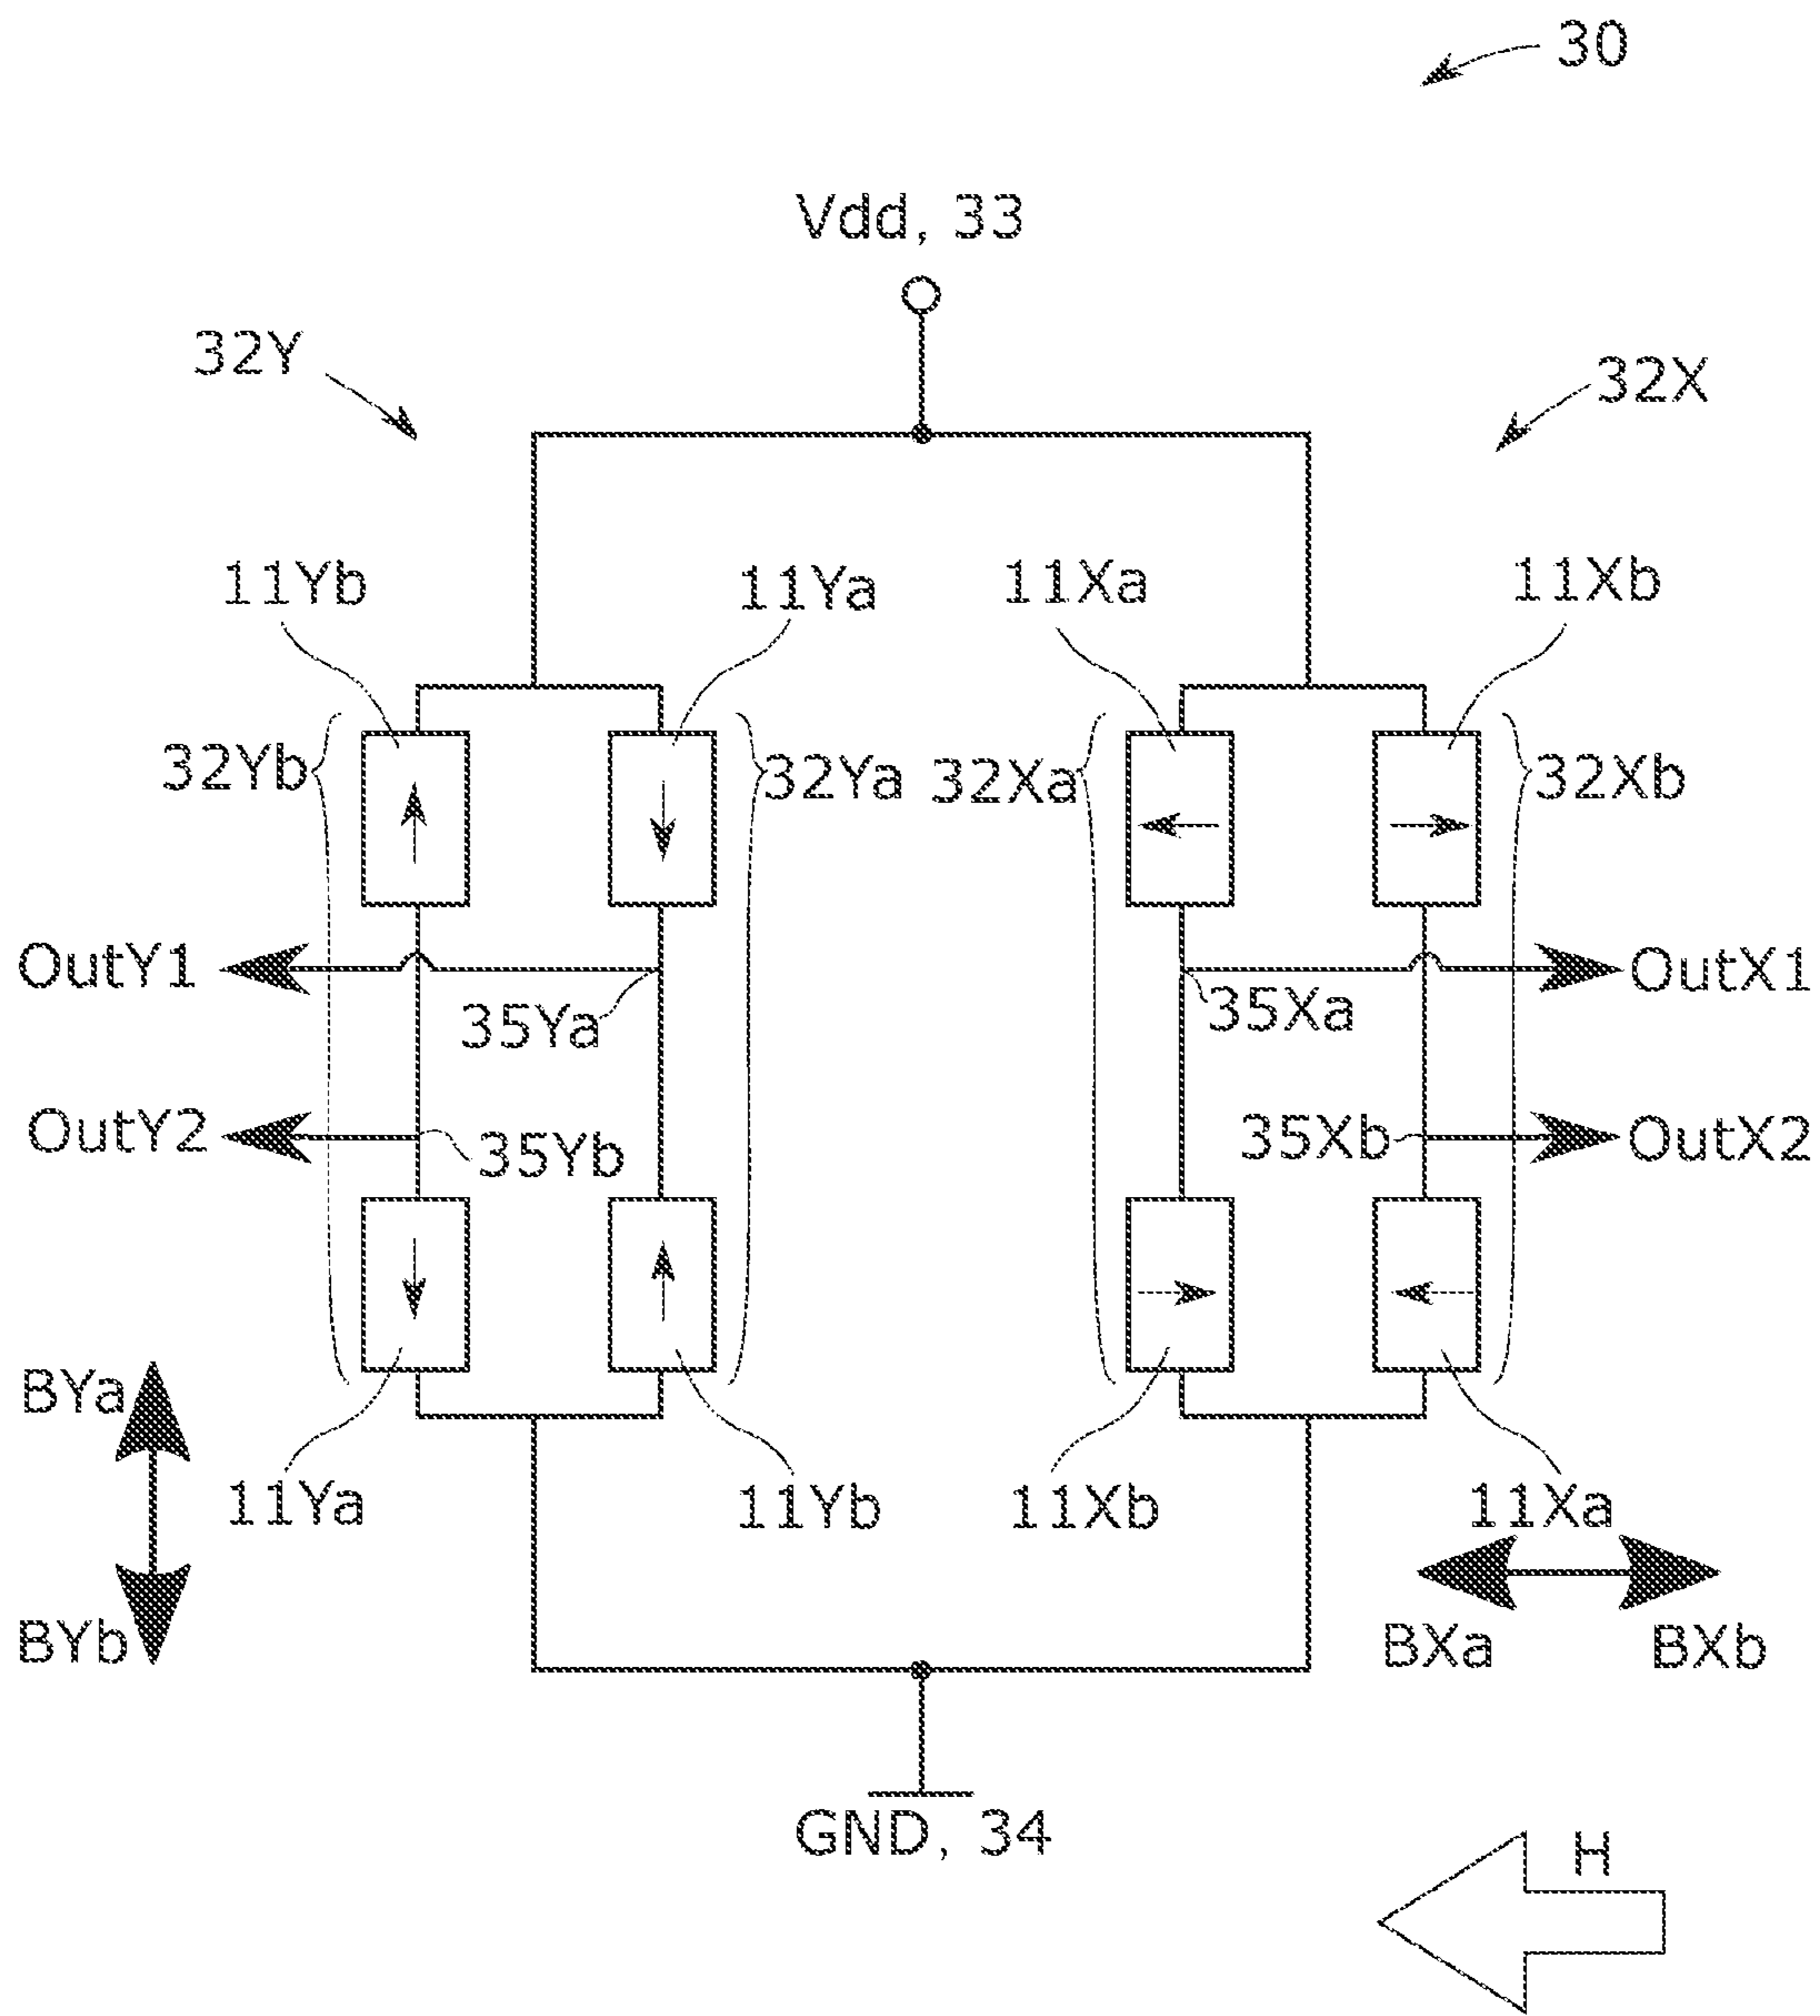 30
Vdd, 33
32Y
32X
11Yb
11Ya
11Xa
11Xb
32Yb
32Ya
32Xa
32Xb
OutY1
OutX1
35Ya
35Xa
OutY2
OutX2
35Yb
35Xb
BYa
11Ya
11Yb
11Xb
11Xa
BYb
BXa
BXb
GND, 34
H